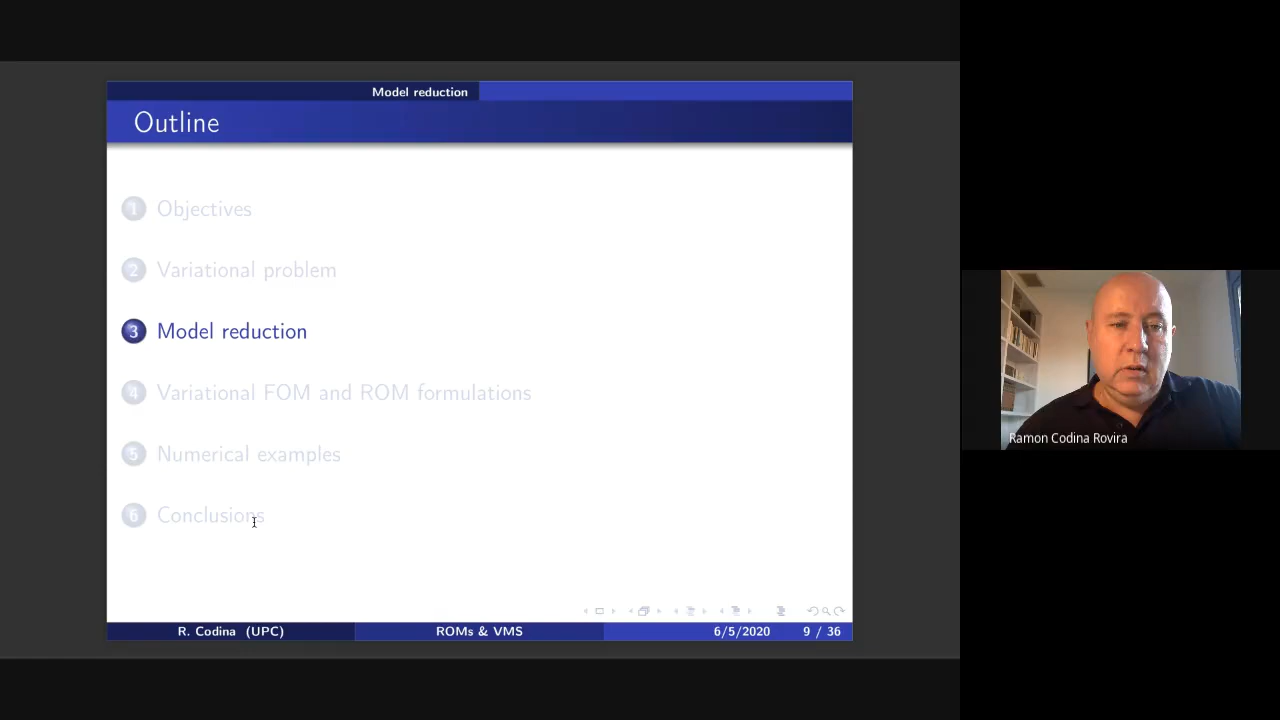 Model reduction
Outline
1 Objectives
2 Variational problem
3 Model reduction
4 Variational FOM and ROM formulations
5 Numerical examples
6 Conclusions
R. Codina (UPC) ROMs & VMS 6/5/2020 9 / 36
Ramon Codina Rovira